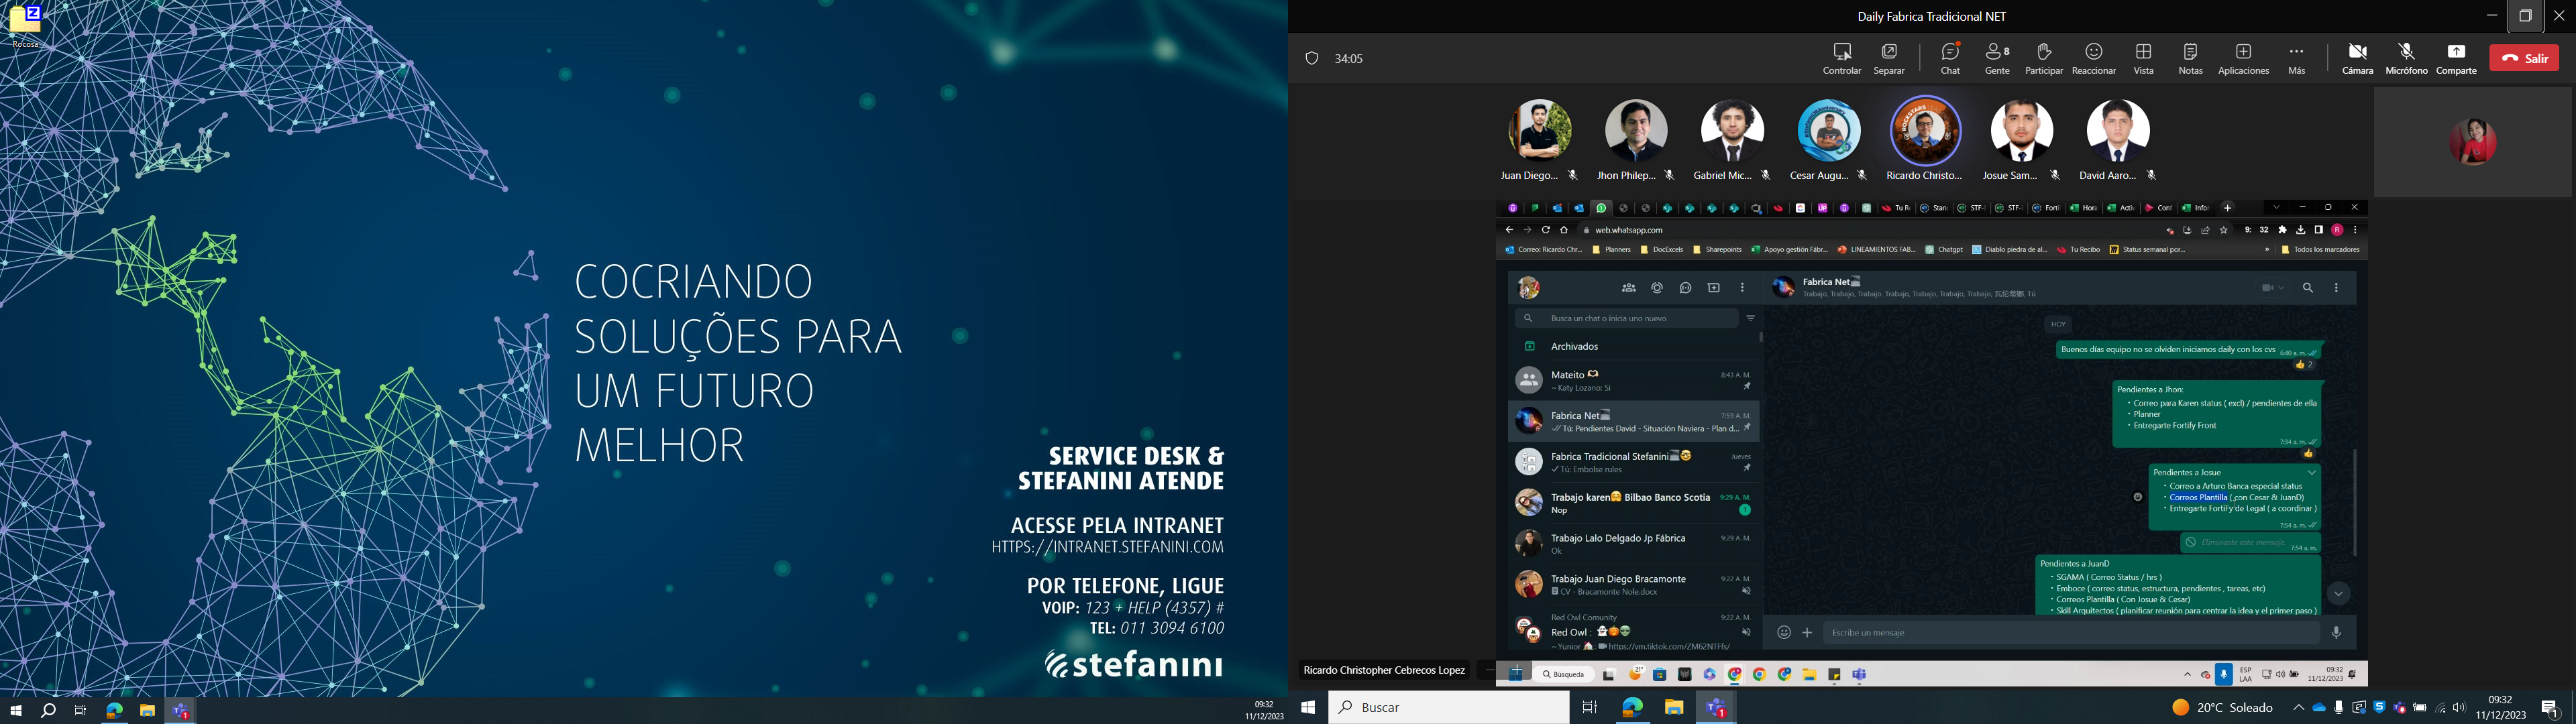 Rocosa
COCRIANDO
SOLUÇÕES PARA
UM FUTURO
MELHOR
SERVICE DESK &
STEFANINI ATENDE
ACESSE PELA INTRANET
HTTPS://INTRANET.STEFANINI.COM
POR TELEFONE, LIGUE
VOIP: 123 + HELP (4357) #
TEL: 011 3094 6100
stefanini
09:32
11/12/2023
Daily Fabrica Tradicional NET
34:05
Controlar
Separar
Chat
Gente
8
Participar
Reaccionar
Vista
Notas
Aplicaciones
Más
Cámara
Micrófono
Comparte
Salir
Juan Diego...
Jhon Philep...
Gabriel Mic...
Cesar Augu...
Ricardo Christo...
Josue Sam...
David Aaro...
web.whatsapp.com
9: 32
Correo: Ricardo Chr...
Planners
DocExcels
Sharepoints
Apoyo gestión Fábr...
LINEAMIENTOS FAB...
Chatgpt
Diablo piedra de al...
Tu Recibo
Status semanal por...
Todos los marcadores
Busca un chat o inicia uno nuevo
Archivados
Mateito
8:43 A. M.
~ Katy Lozano: Si
Fabrica Net
7:59 A. M.
Tú: Pendientes David - Situación Naviera - Plan d...
Fabrica Tradicional Stefanini
Jueves
Tú: Embolse rules
Trabajo karen Bilbao Banco Scotia
9:29 A. M.
Nop
1
Trabajo Lalo Delgado Jp Fábrica
9:29 A. M.
Ok
Trabajo Juan Diego Bracamonte
9:22 A. M.
CV - Bracamonte Nole.docx
Red Owl Comunity
9:22 A. M.
Red Owl :
~ Yunior https://vm.tiktok.com/ZM62NTFfs/
Fabrica Net
Trabajo, Trabajo, Trabajo, Trabajo, Trabajo, Trabajo, Trabajo, 瓦伦蒂娜, Tú
HOY
Buenos días equipo no se olviden iniciamos daily con los cvs
6:40 a. m.
2
Pendientes a Jhon:
• Correo para Karen status ( excl) / pendientes de ella
• Planner
• Entregarte Fortify Front
7:34 a. m.
Pendientes a Josue
• Correo a Arturo Banca especial status
• Correos Plantilla ( con Cesar & JuanD)
• Entregarte Fortify de Legal ( a coordinar )
7:54 a. m.
Eliminaste este mensaje.
7:54 a. m.
Pendientes a JuanD
• SGAMA ( Correo Status / hrs )
• Emboce ( correo status, estructura, pendientes , tareas, etc)
• Correos Plantilla ( Con Josue & Cesar)
• Skill Arquitectos ( planificar reunión para centrar la idea y el primer paso )
Escribe un mensaje
Ricardo Christopher Cebrecos Lopez
Búsqueda
ESP
LAA
09:32
11/12/2023
Buscar
20°C Soleado
09:32
11/12/2023